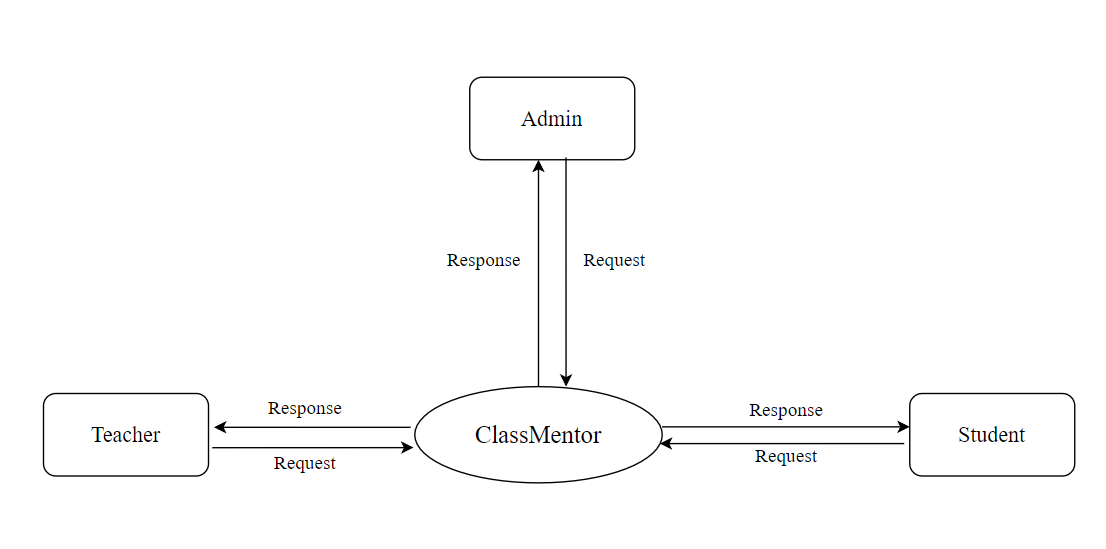 Admin
Response
Request
Response
Response
Teacher
ClassMentor
Student
Request
Request